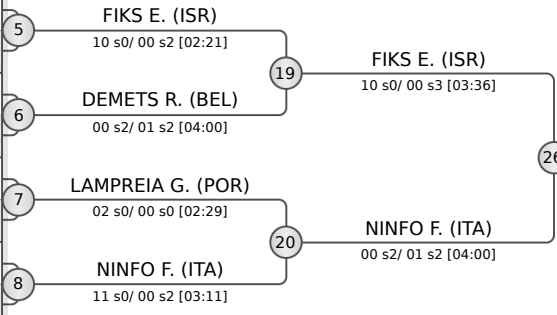 5
FIKS E. (ISR)
10 s0/ 00 s2 [02:21]
19
FIKS E. (ISR)
10 s0/ 00 s3 [03:36]
6
DEMETS R. (BEL)
00 s2/ 01 s2 [04:00]
26
7
LAMPREIA G. (POR)
02 s0/ 00 s0 [02:29]
20
NINFO F. (ITA)
00 s2/ 01 s2 [04:00]
8
NINFO F. (ITA)
11 s0/ 00 s2 [03:11]